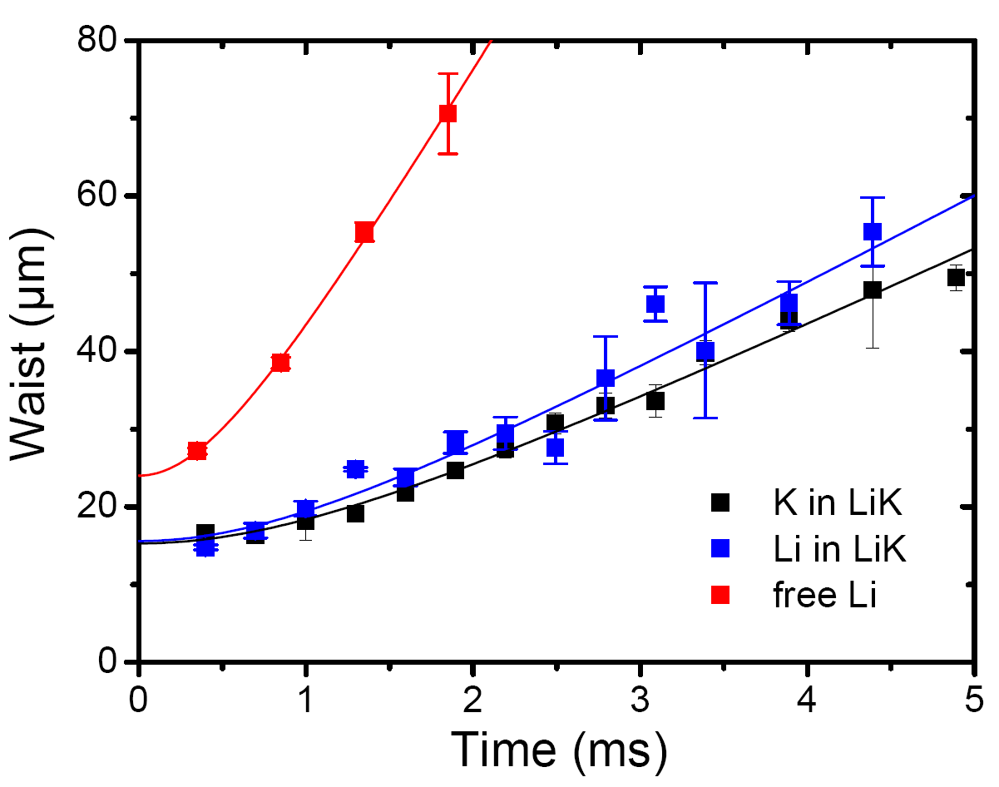 80
60
40
20
0
Waist (µm)
K in LiK
Li in LiK
free Li
0 1 2 3 4 5
Time (ms)